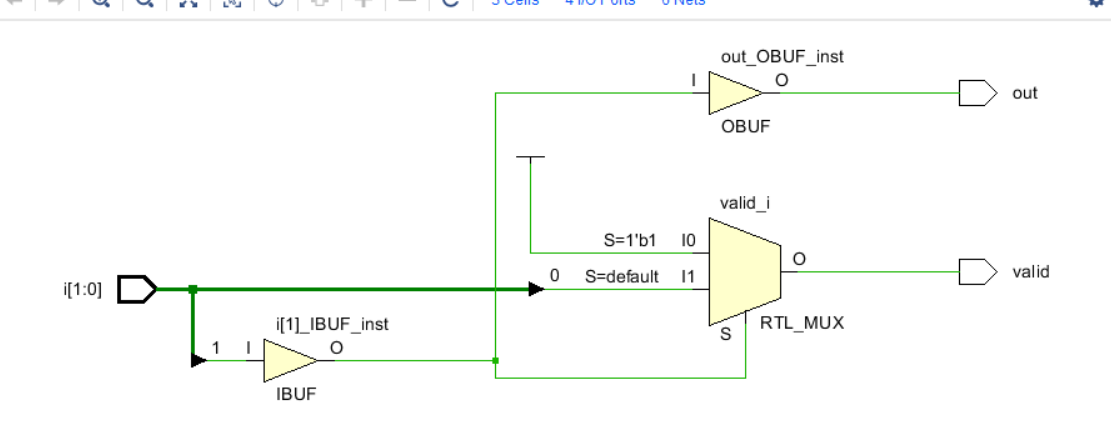 3 Cells 4 I/O Ports 6 Nets
out_OBUF_inst
I O
out
OBUF
valid_i
S=1'b1 I0
O
0 S=default I1
valid
i[1:0]
S RTL_MUX
i[1]_IBUF_inst
1 I O
IBUF